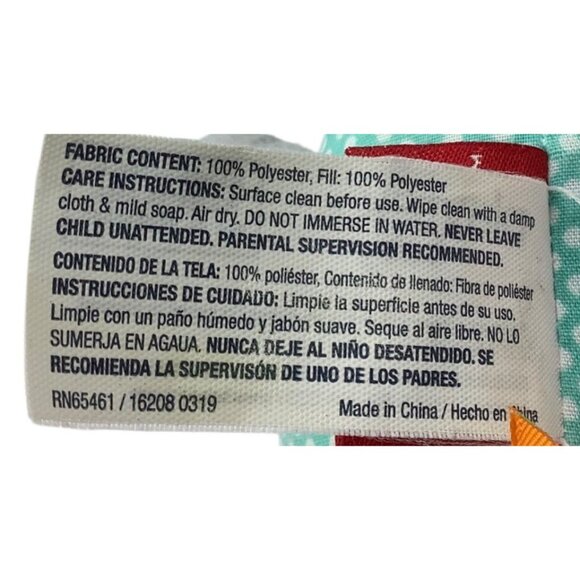 FABRIC CONTENT: 100% Polyester, Fill: 100% Polyester
CARE INSTRUCTIONS: Surface clean before use. Wipe clean with a damp
cloth & mild soap. Air dry. DO NOT IMMERSE IN WATER. NEVER LEAVE
CHILD UNATTENDED. PARENTAL SUPERVISION RECOMMENDED.
CONTENIDO DE LA TELA: 100% poliéster, Contenido de llenado: Fibra de poliéster
INSTRUCCIONES DE CUIDADO: Limpie la superficie antes de su uso.
Limpie con un paño húmedo y jabón suave. Seque al aire libre. NO LO
SUMERJA EN AGAUA. NUNCA DEJE AL NIÑO DESATENDIDO. SE
RECOMIENDA LA SUPERVISÓN DE UNO DE LOS PADRES.
RN65461 / 16208 0319 Made in China / Hecho en China